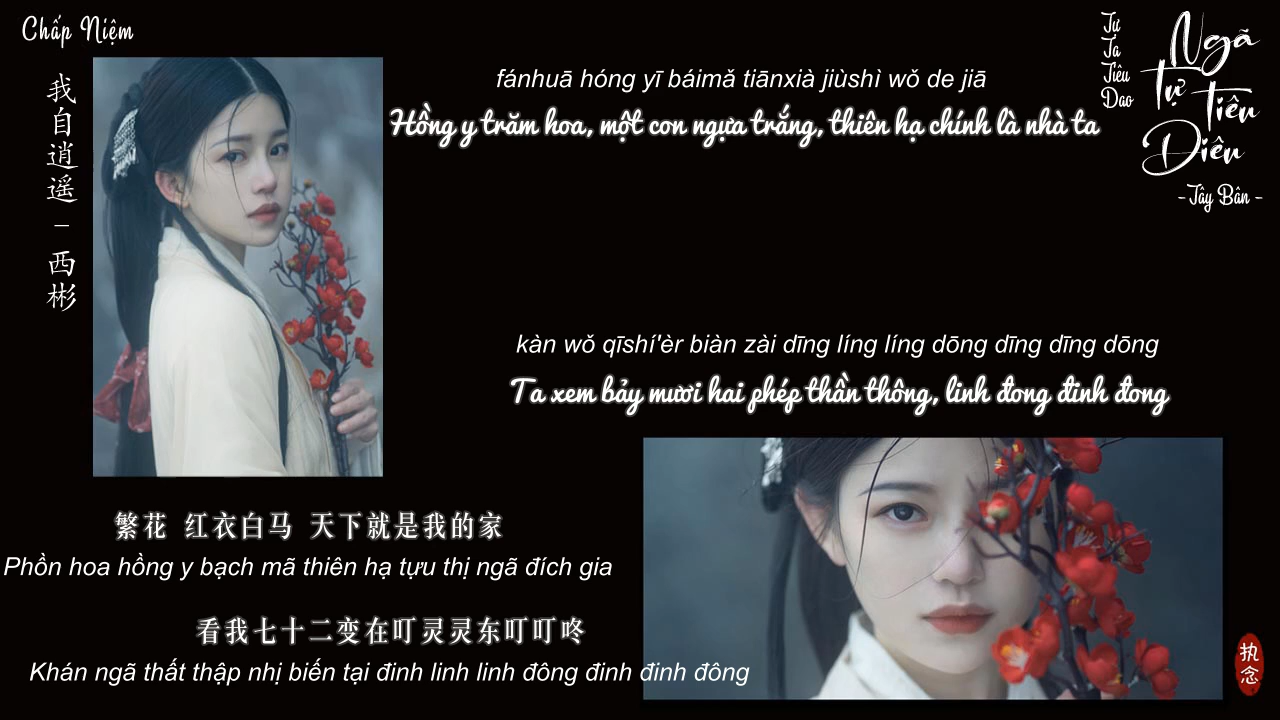 Chấp Niệm
我自逍遥 – 西彬
fánhuā hóng yī báimǎ tiānxià jiùshì wǒ de jiā
Hồng y trăm hoa, một con ngựa trắng, thiên hạ chính là nhà ta
Tự
Ta
Tiêu
Dao
Ngã
Tự
Tiêu
Diêu
- Tây Bân -
kàn wǒ qīshí'èr biàn zài dīng líng líng dōng dīng dīng dōng
Ta xem bảy mươi hai phép thần thông, linh đong đinh đong
繁花 红衣白马 天下就是我的家
Phồn hoa hồng y bạch mã thiên hạ tựu thị ngã đích gia
看我七十二变在叮灵灵东叮叮咚
Khán ngã thất thập nhị biến tại đinh linh linh đông đinh đinh đông
执念